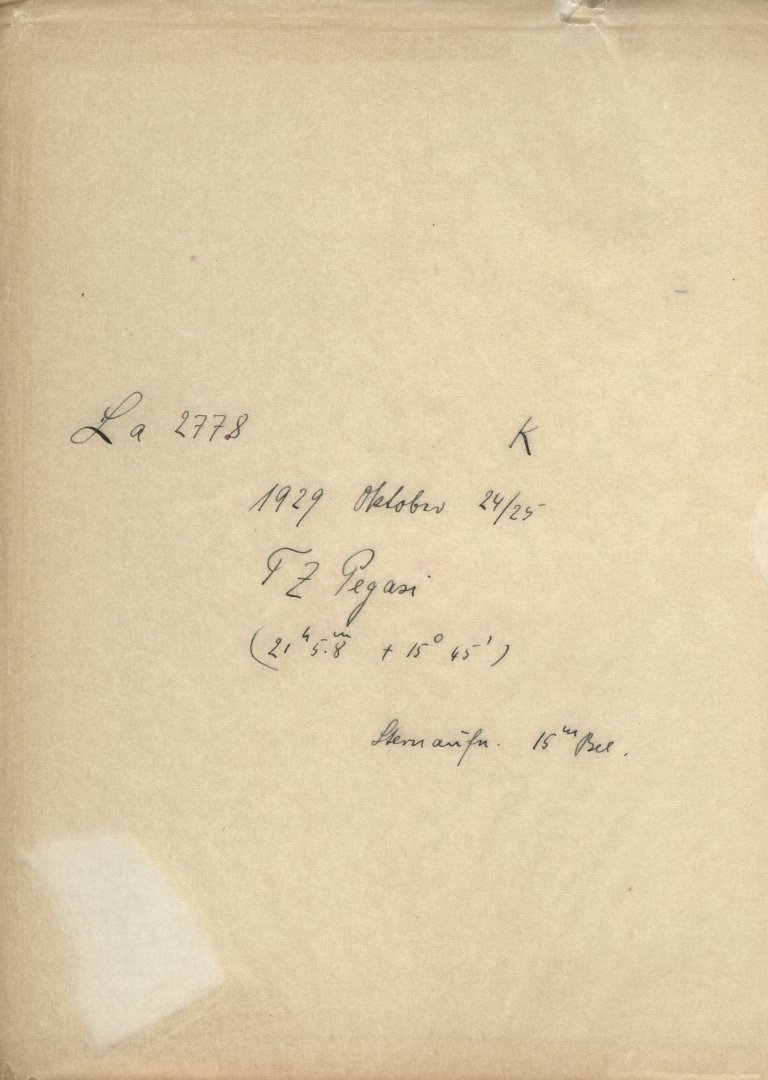 La 2778 K
1929 Oktober 24/25
TZ Pegasi
(21ʰ 5.8ᵐ + 15° 45')
Sternaufn. 15ᵐ Bel.